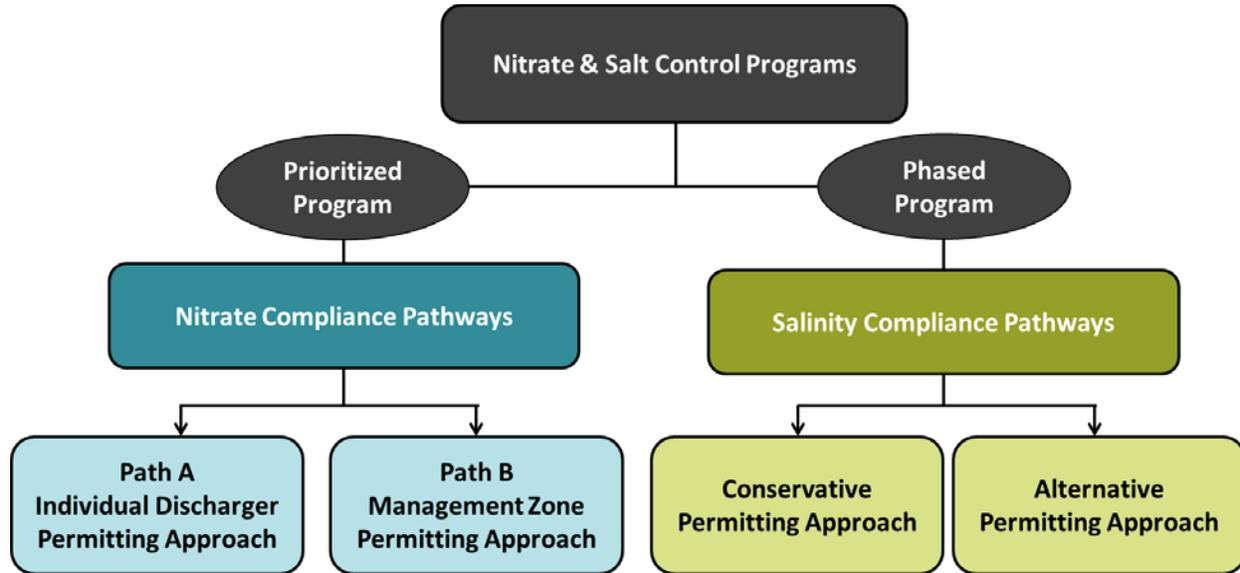 Nitrate & Salt Control Programs
Prioritized
Program
Phased
Program
Nitrate Compliance Pathways
Salinity Compliance Pathways
Path A
Individual Discharger
Permitting Approach
Path B
Management Zone
Permitting Approach
Conservative
Permitting Approach
Alternative
Permitting Approach